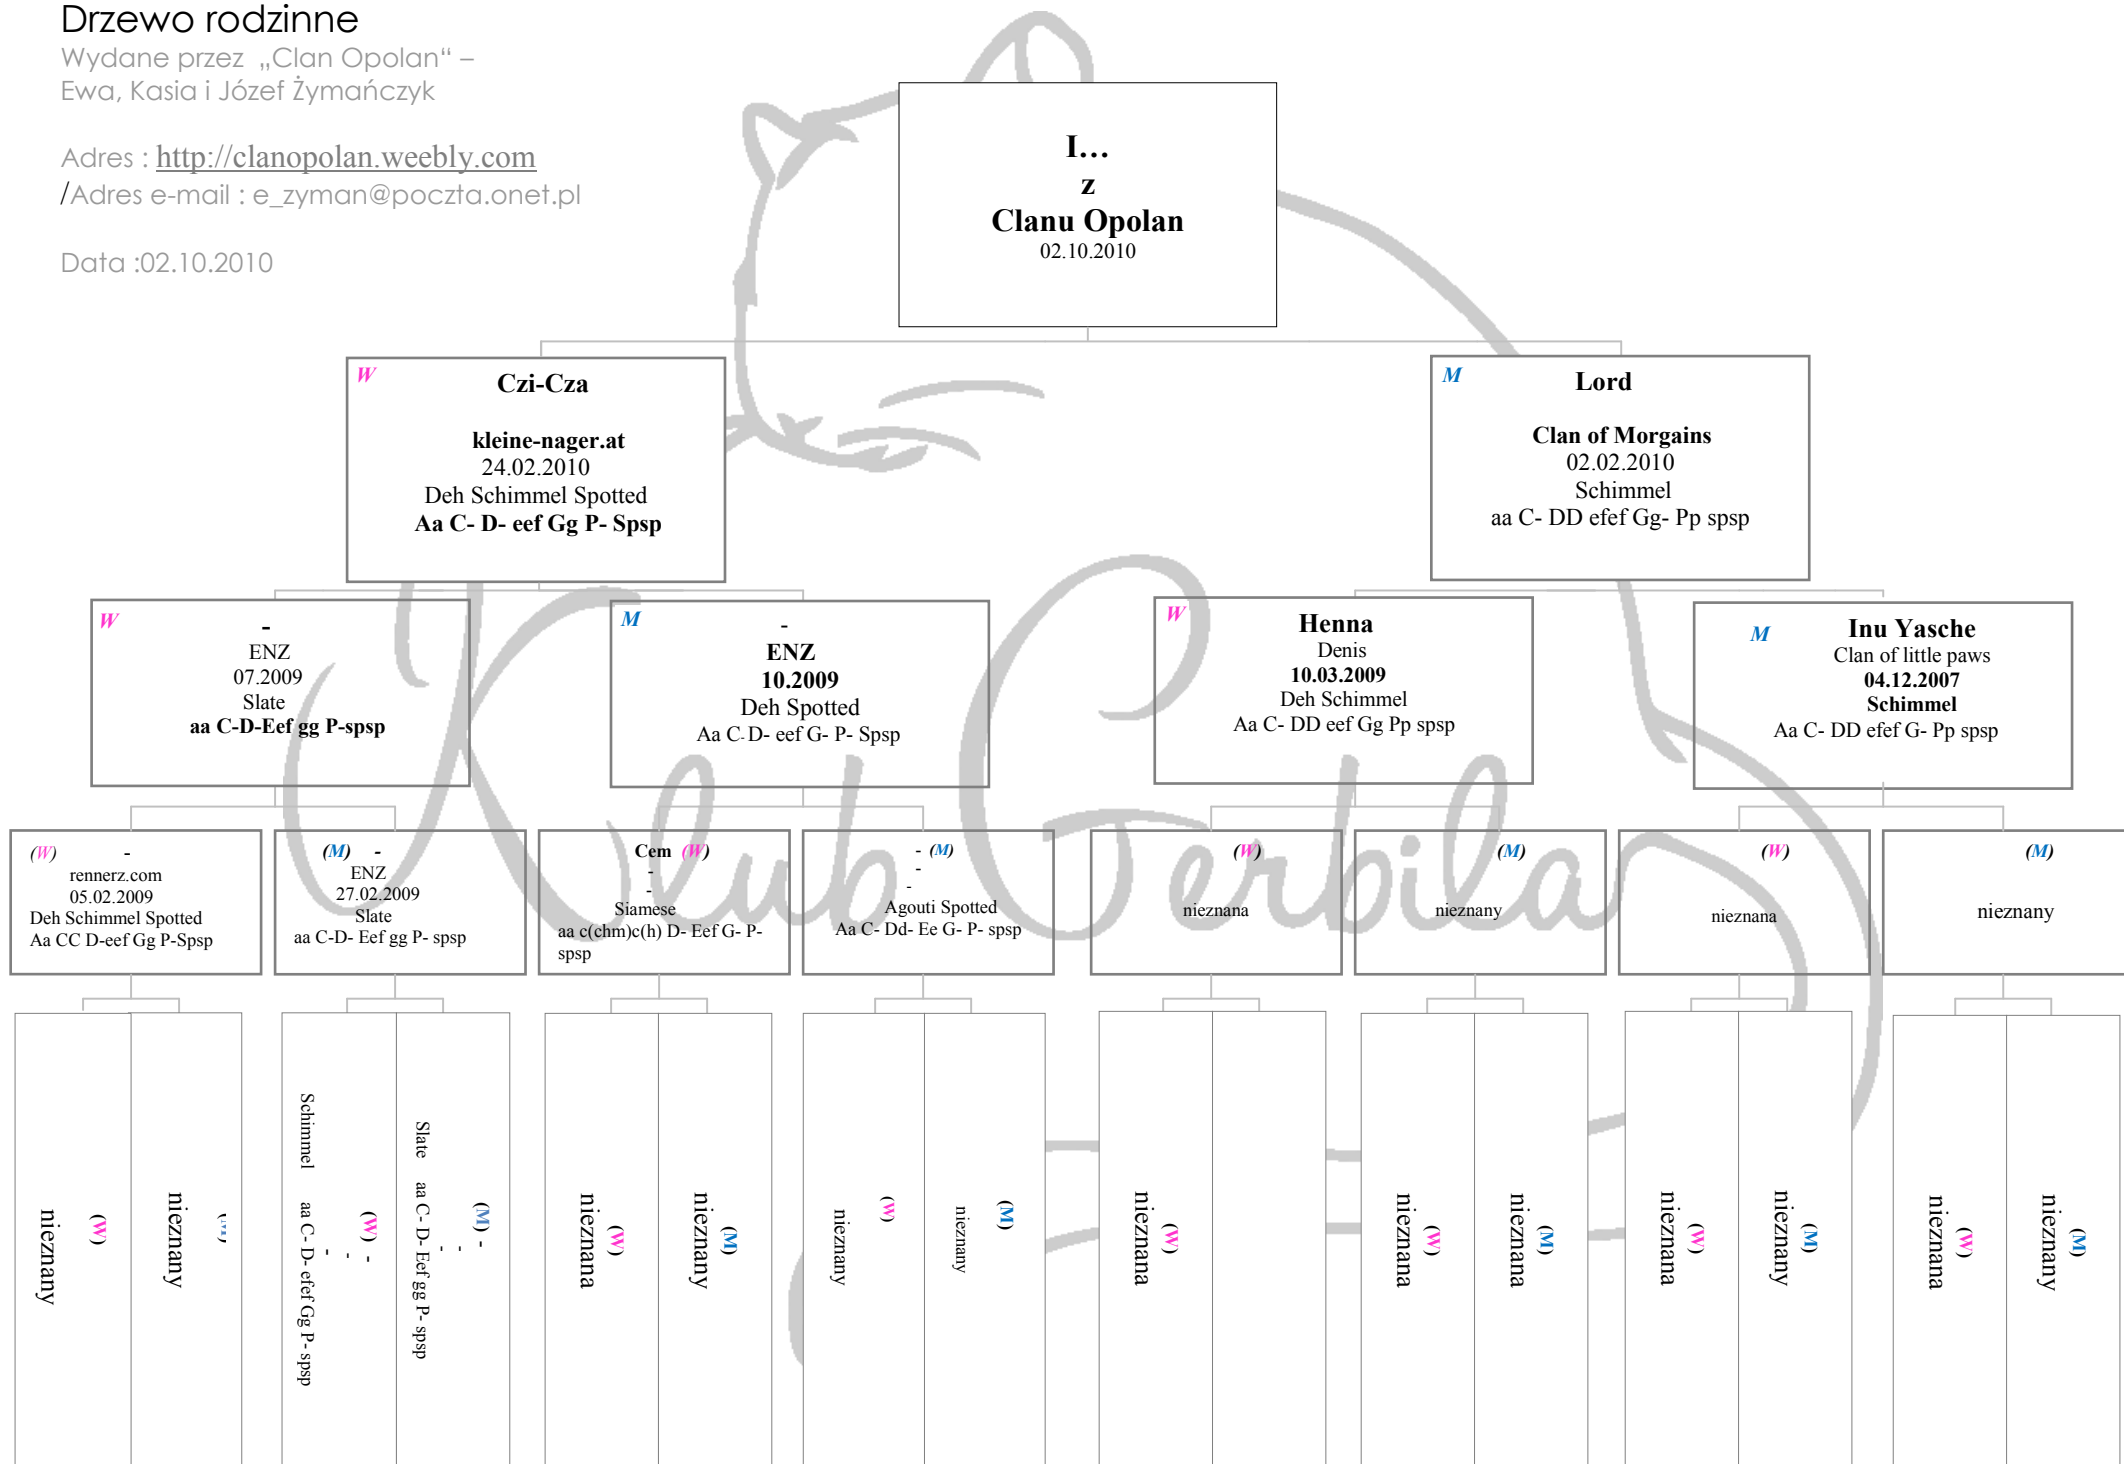 Drzewo rodzinne
Wydane przez „Clan Opolan“ –
Ewa, Kasia i Józef Żymańczyk
Adres : http://clanopolan.weebly.com
/Adres e-mail : e_zyman@poczta.onet.pl
Data :02.10.2010
I...
z
Clanu Opolan
02.10.2010
W
Czi-Cza
kleine-nager.at
24.02.2010
Deh Schimmel Spotted
Aa C- D- eef Gg P- Spsp
M
Lord
Clan of Morgains
02.02.2010
Schimmel
aa C- DD efef Gg- Pp spsp
W
-
ENZ
07.2009
Slate
aa C-D-Eef gg P-spsp
M
-
ENZ
10.2009
Deh Spotted
Aa C- D- eef G- P- Spsp
W
Henna
Denis
10.03.2009
Deh Schimmel
Aa C- DD eef Gg Pp spsp
M
Inu Yasche
Clan of little paws
04.12.2007
Schimmel
Aa C- DD efef G- Pp spsp
(W) -
rennerz.com
05.02.2009
Deh Schimmel Spotted
Aa CC D-eef Gg P-Spsp
(M) -
ENZ
27.02.2009
Slate
aa C-D- Eef gg P- spsp
Cem (W)
-
-
Siamese
aa c(chm)c(h) D- Eef G- P-
spsp
- (M)
-
-
Agouti Spotted
Aa C- Dd- Ee G- P- spsp
(W)
nieznana
(M)
nieznany
(W)
nieznana
(M)
nieznany
Klub Gerbila
(W)
nieznany
nieznany
(W) -
-
-
Schimmel aa C- D- efef Gg P- spsp
(M) -
-
-
Slate aa C- D- Eef gg P- spsp
(W)
nieznana
(M)
nieznany
(W)
nieznany
(M)
nieznany
(W)
nieznana
(W)
nieznana
(M)
nieznany
(W)
nieznana
(M)
nieznany
(W)
nieznana
(M)
nieznany